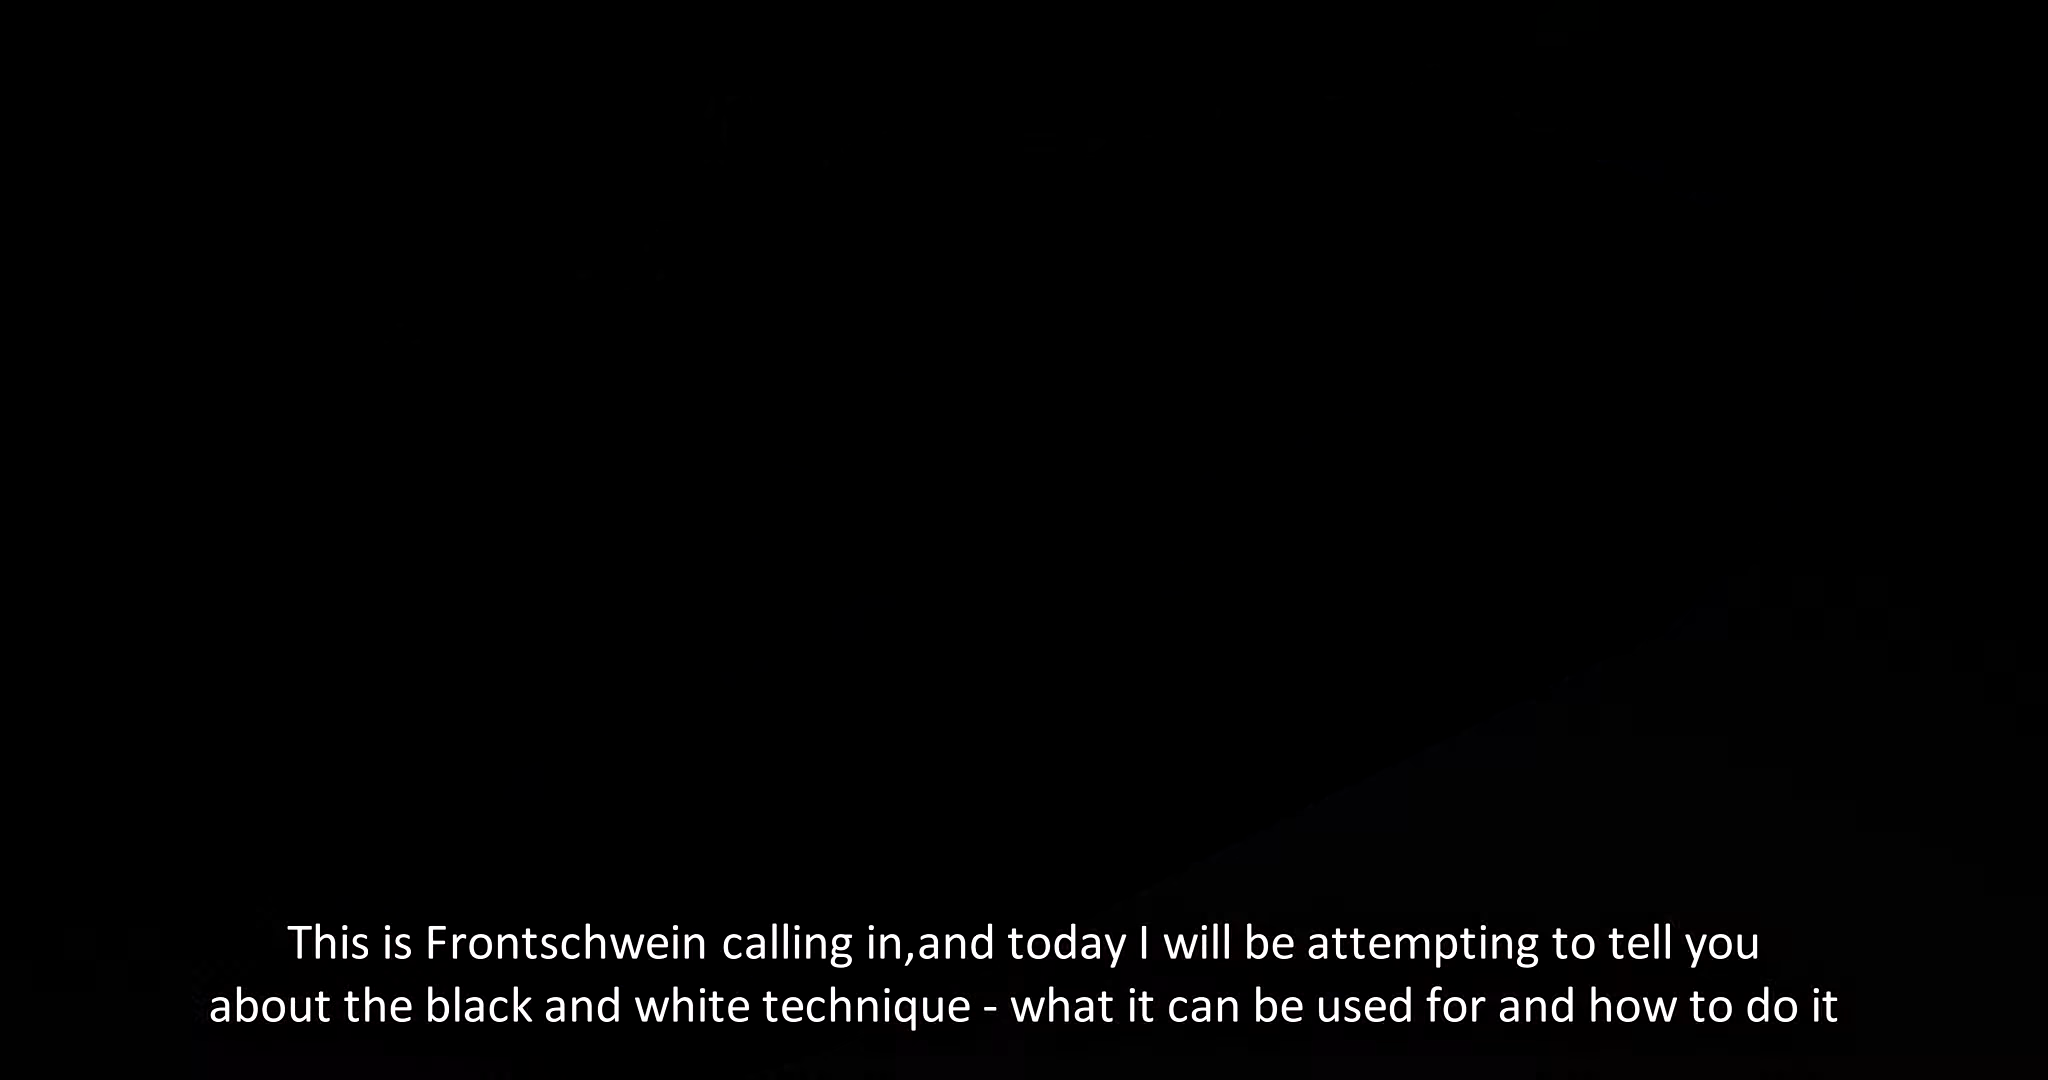 This is Frontschwein calling in,and today I will be attempting to tell you
about the black and white technique - what it can be used for and how to do it